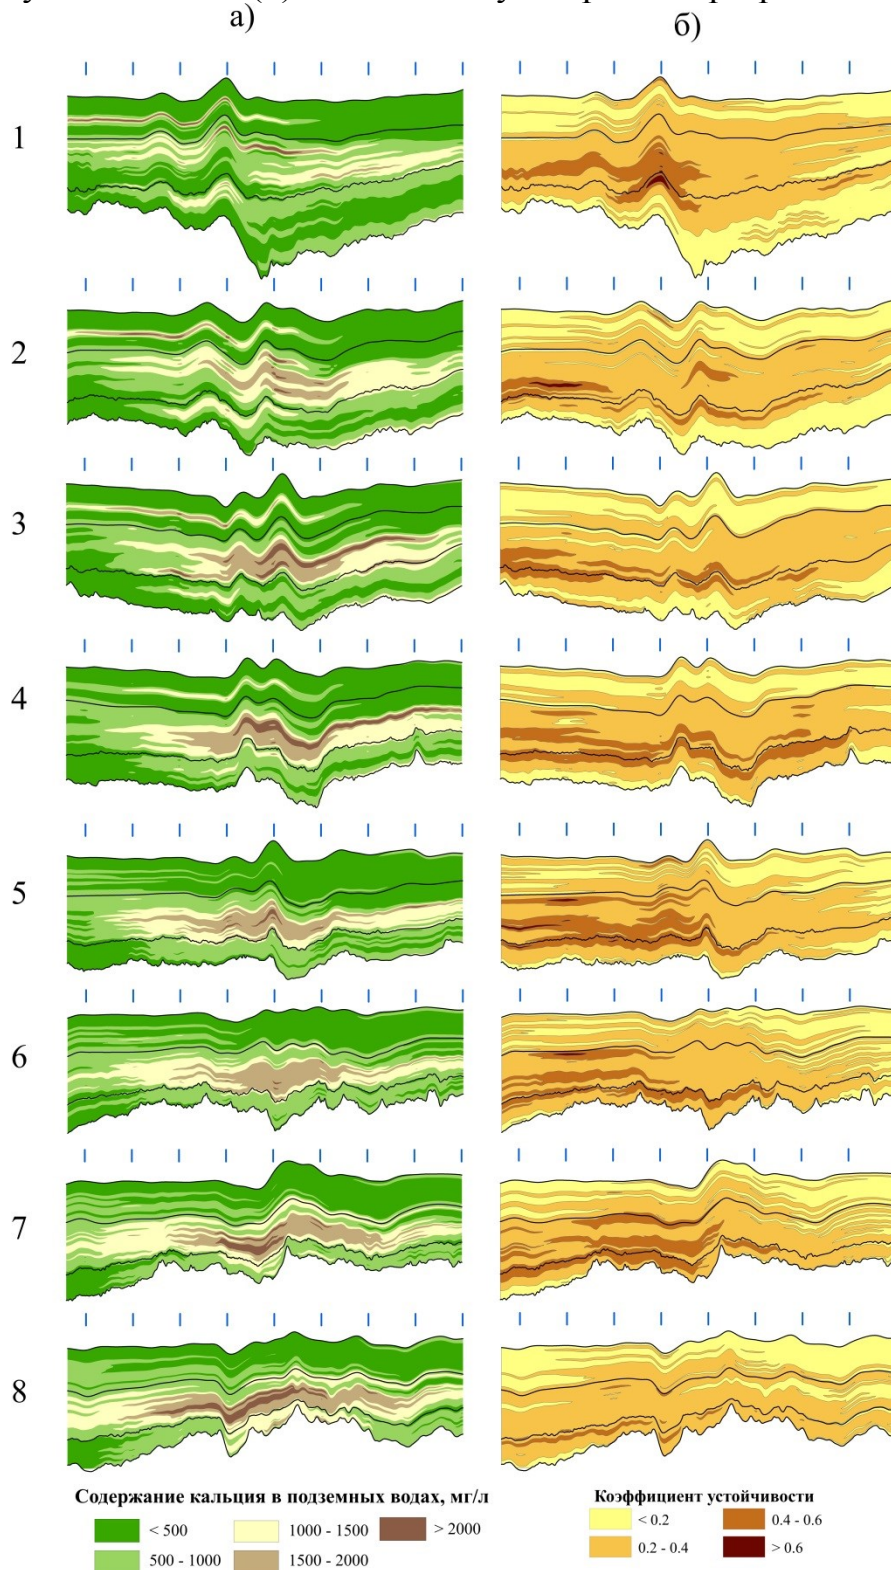 а)
б)
1
2
3
4
5
6
7
8
Содержание кальция в подземных водах, мг/л
< 500
1000 - 1500
> 2000
500 - 1000
1500 - 2000
Коэффициент устойчивости
< 0.2
0.4 - 0.6
0.2 - 0.4
> 0.6